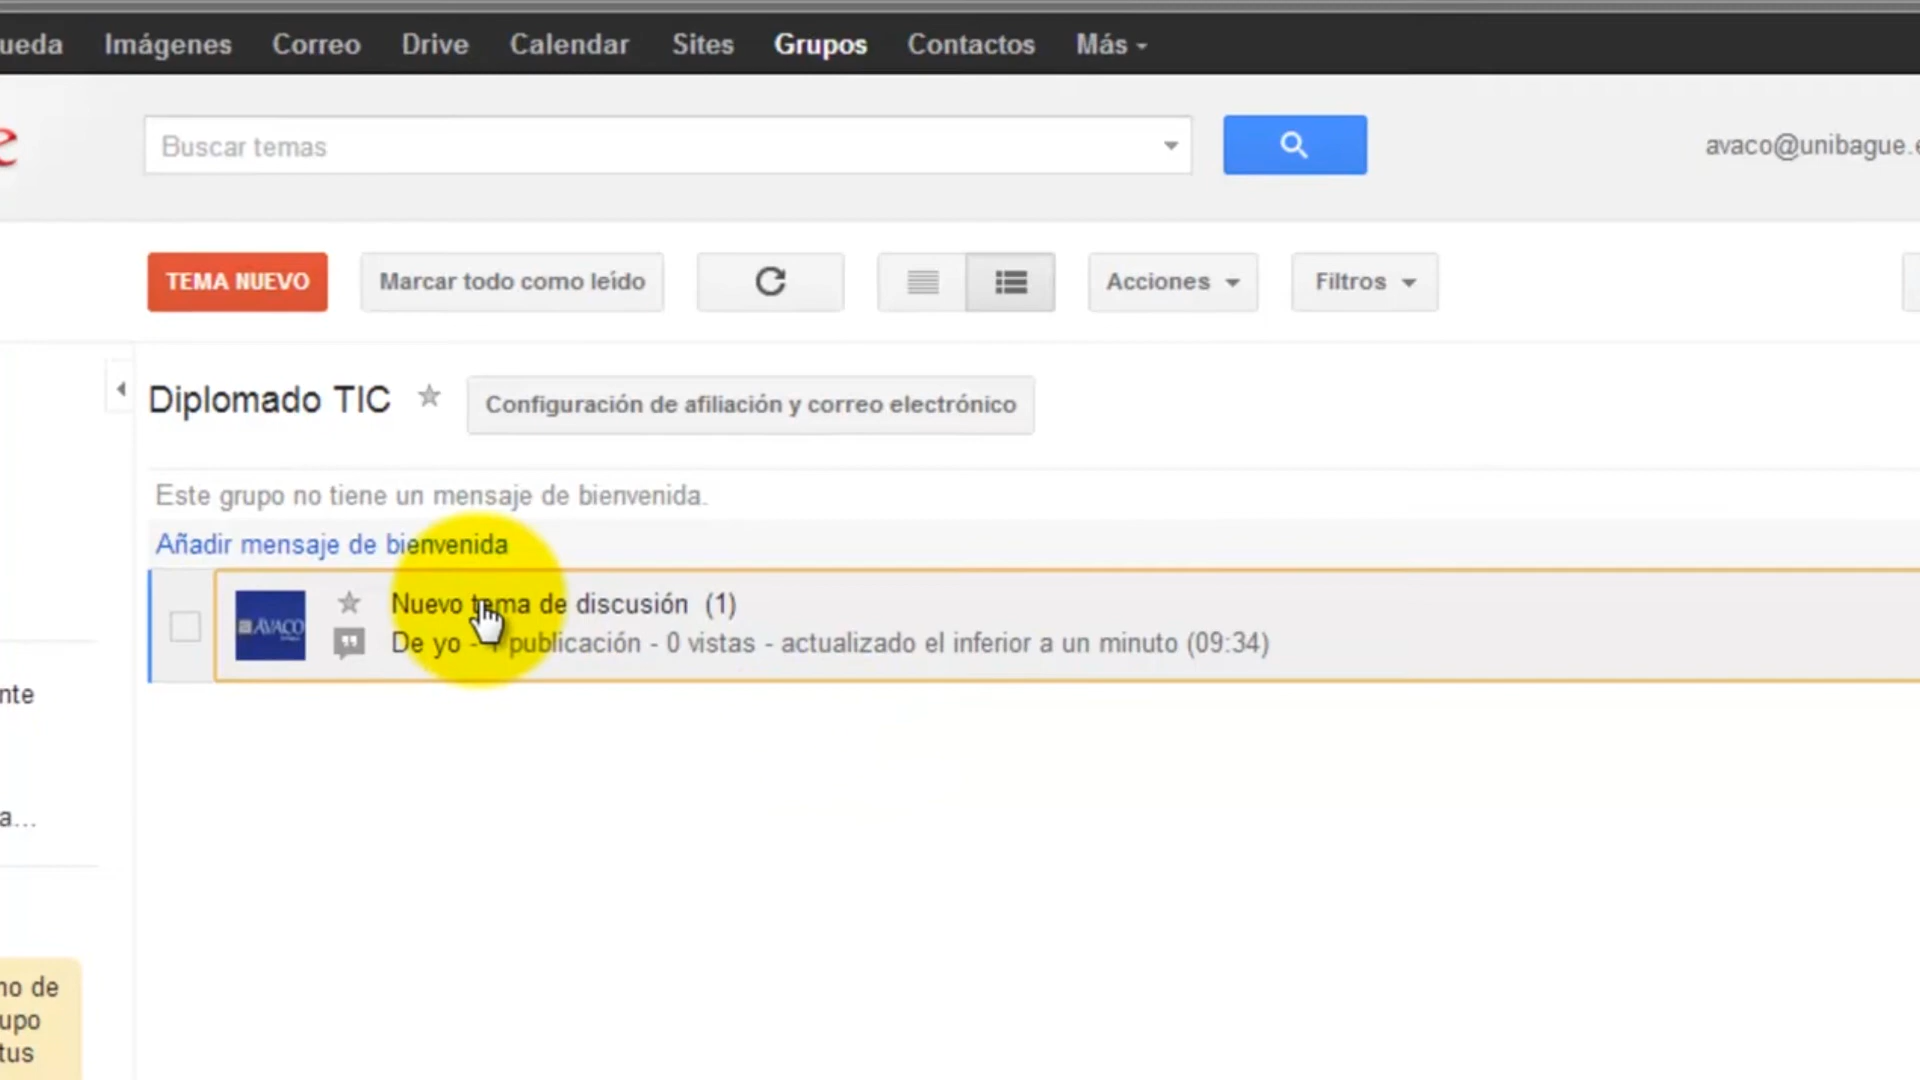 ueda Imágenes Correo Drive Calendar Sites Grupos Contactos Más
e
Buscar temas
avaco@unibague.e
TEMA NUEVO Marcar todo como leído Acciones Filtros
Diplomado TIC Configuración de afiliación y correo electrónico
Este grupo no tiene un mensaje de bienvenida.
Añadir mensaje de bienvenida
AVACO
Nuevo tema de discusión (1)
De yo - publicación - 0 vistas - actualizado el inferior a un minuto (09:34)
nte
a...
no de
upo
tus